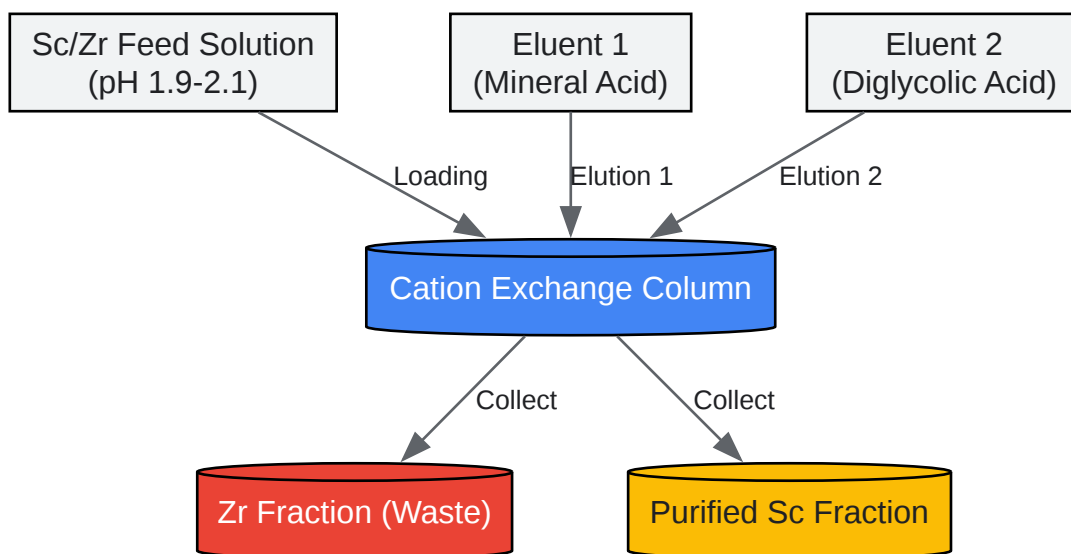 Sc/Zr Feed Solution
(pH 1.9-2.1)
Eluent 1
(Mineral Acid)
Eluent 2
(Diglycolic Acid)
Loading
Elution 1
Elution 2
Cation Exchange Column
Collect
Collect
Zr Fraction (Waste)
Purified Sc Fraction